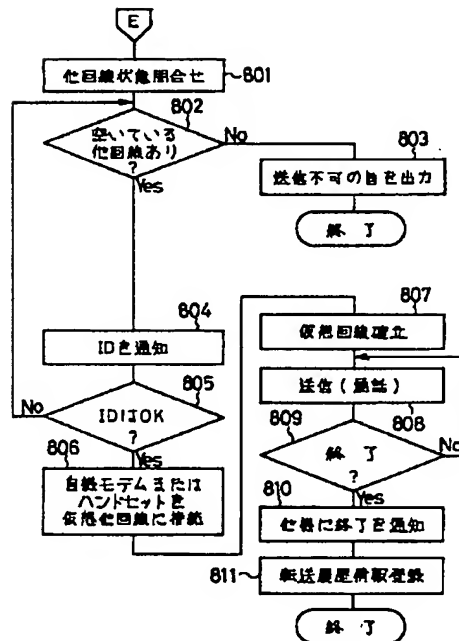 E
他回線状態問合せ
801
802
空いている
他回線あり
?
No
Yes
803
送信不可の旨を出力
終了
804
IDを通知
805
IDはOK
?
No
Yes
806
自機モデムまたは
ハンドセットを
仮想他回線に接続
807
仮想回線確立
送信(通話)
808
809
終了
?
No
Yes
810
他機に終了を通知
811
転送履歴情報登録
終了